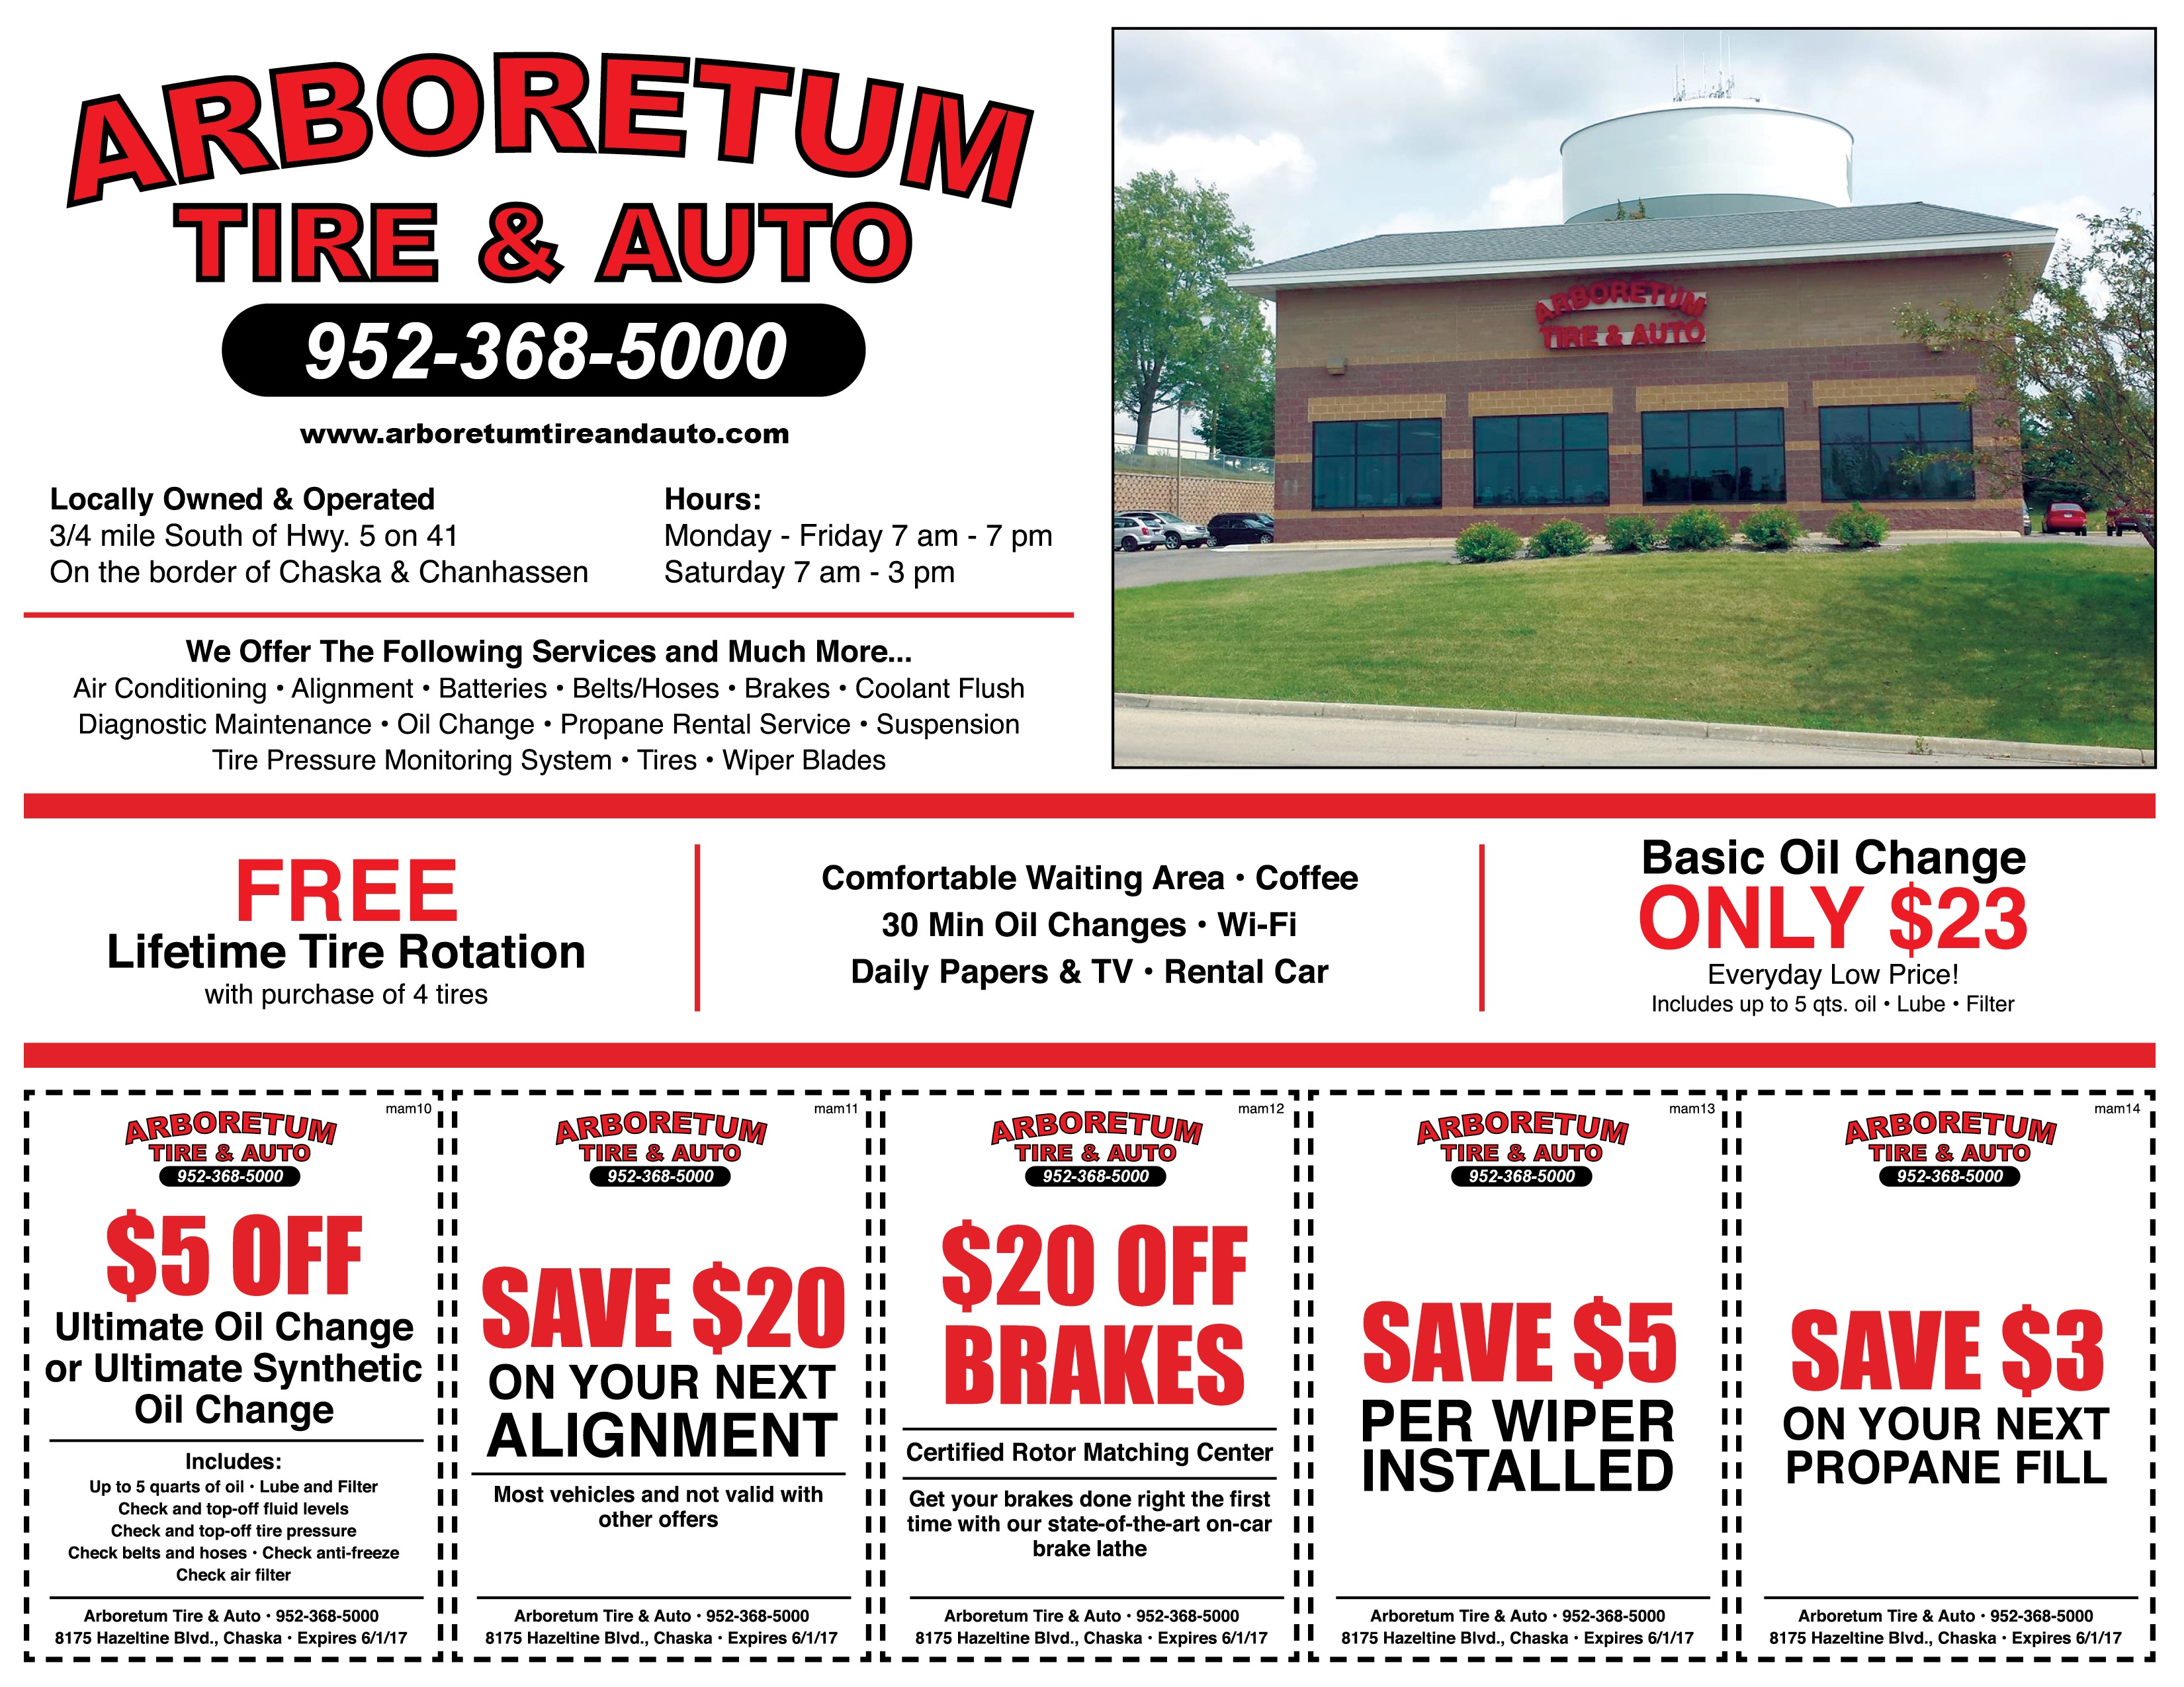 ARBORETUM
TIRE & AUTO
952-368-5000
www.arboretumtireandauto.com
Locally Owned & Operated
3/4 mile South of Hwy. 5 on 41
On the border of Chaska & Chanhassen
Hours:
Monday - Friday 7 am - 7 pm
Saturday 7 am - 3 pm
We Offer The Following Services and Much More...
Air Conditioning • Alignment • Batteries • Belts/Hoses • Brakes • Coolant Flush
Diagnostic Maintenance • Oil Change • Propane Rental Service • Suspension
Tire Pressure Monitoring System • Tires • Wiper Blades
ARBORETUM
TIRE & AUTO
FREE
Lifetime Tire Rotation
with purchase of 4 tires
Comfortable Waiting Area • Coffee
30 Min Oil Changes • Wi-Fi
Daily Papers & TV • Rental Car
Basic Oil Change
ONLY $23
Everyday Low Price!
Includes up to 5 qts. oil • Lube • Filter
mam10
ARBORETUM
TIRE & AUTO
952-368-5000
$5 OFF
Ultimate Oil Change
or Ultimate Synthetic
Oil Change
Includes:
Up to 5 quarts of oil • Lube and Filter
Check and top-off fluid levels
Check and top-off tire pressure
Check belts and hoses • Check anti-freeze
Check air filter
Arboretum Tire & Auto • 952-368-5000
8175 Hazeltine Blvd., Chaska • Expires 6/1/17
mam11
ARBORETUM
TIRE & AUTO
952-368-5000
SAVE $20
ON YOUR NEXT
ALIGNMENT
Most vehicles and not valid with
other offers
Arboretum Tire & Auto • 952-368-5000
8175 Hazeltine Blvd., Chaska • Expires 6/1/17
mam12
ARBORETUM
TIRE & AUTO
952-368-5000
$20 OFF
BRAKES
Certified Rotor Matching Center
Get your brakes done right the first
time with our state-of-the-art on-car
brake lathe
Arboretum Tire & Auto • 952-368-5000
8175 Hazeltine Blvd., Chaska • Expires 6/1/17
mam13
ARBORETUM
TIRE & AUTO
952-368-5000
SAVE $5
PER WIPER
INSTALLED
Arboretum Tire & Auto • 952-368-5000
8175 Hazeltine Blvd., Chaska • Expires 6/1/17
mam14
ARBORETUM
TIRE & AUTO
952-368-5000
SAVE $3
ON YOUR NEXT
PROPANE FILL
Arboretum Tire & Auto • 952-368-5000
8175 Hazeltine Blvd., Chaska • Expires 6/1/17